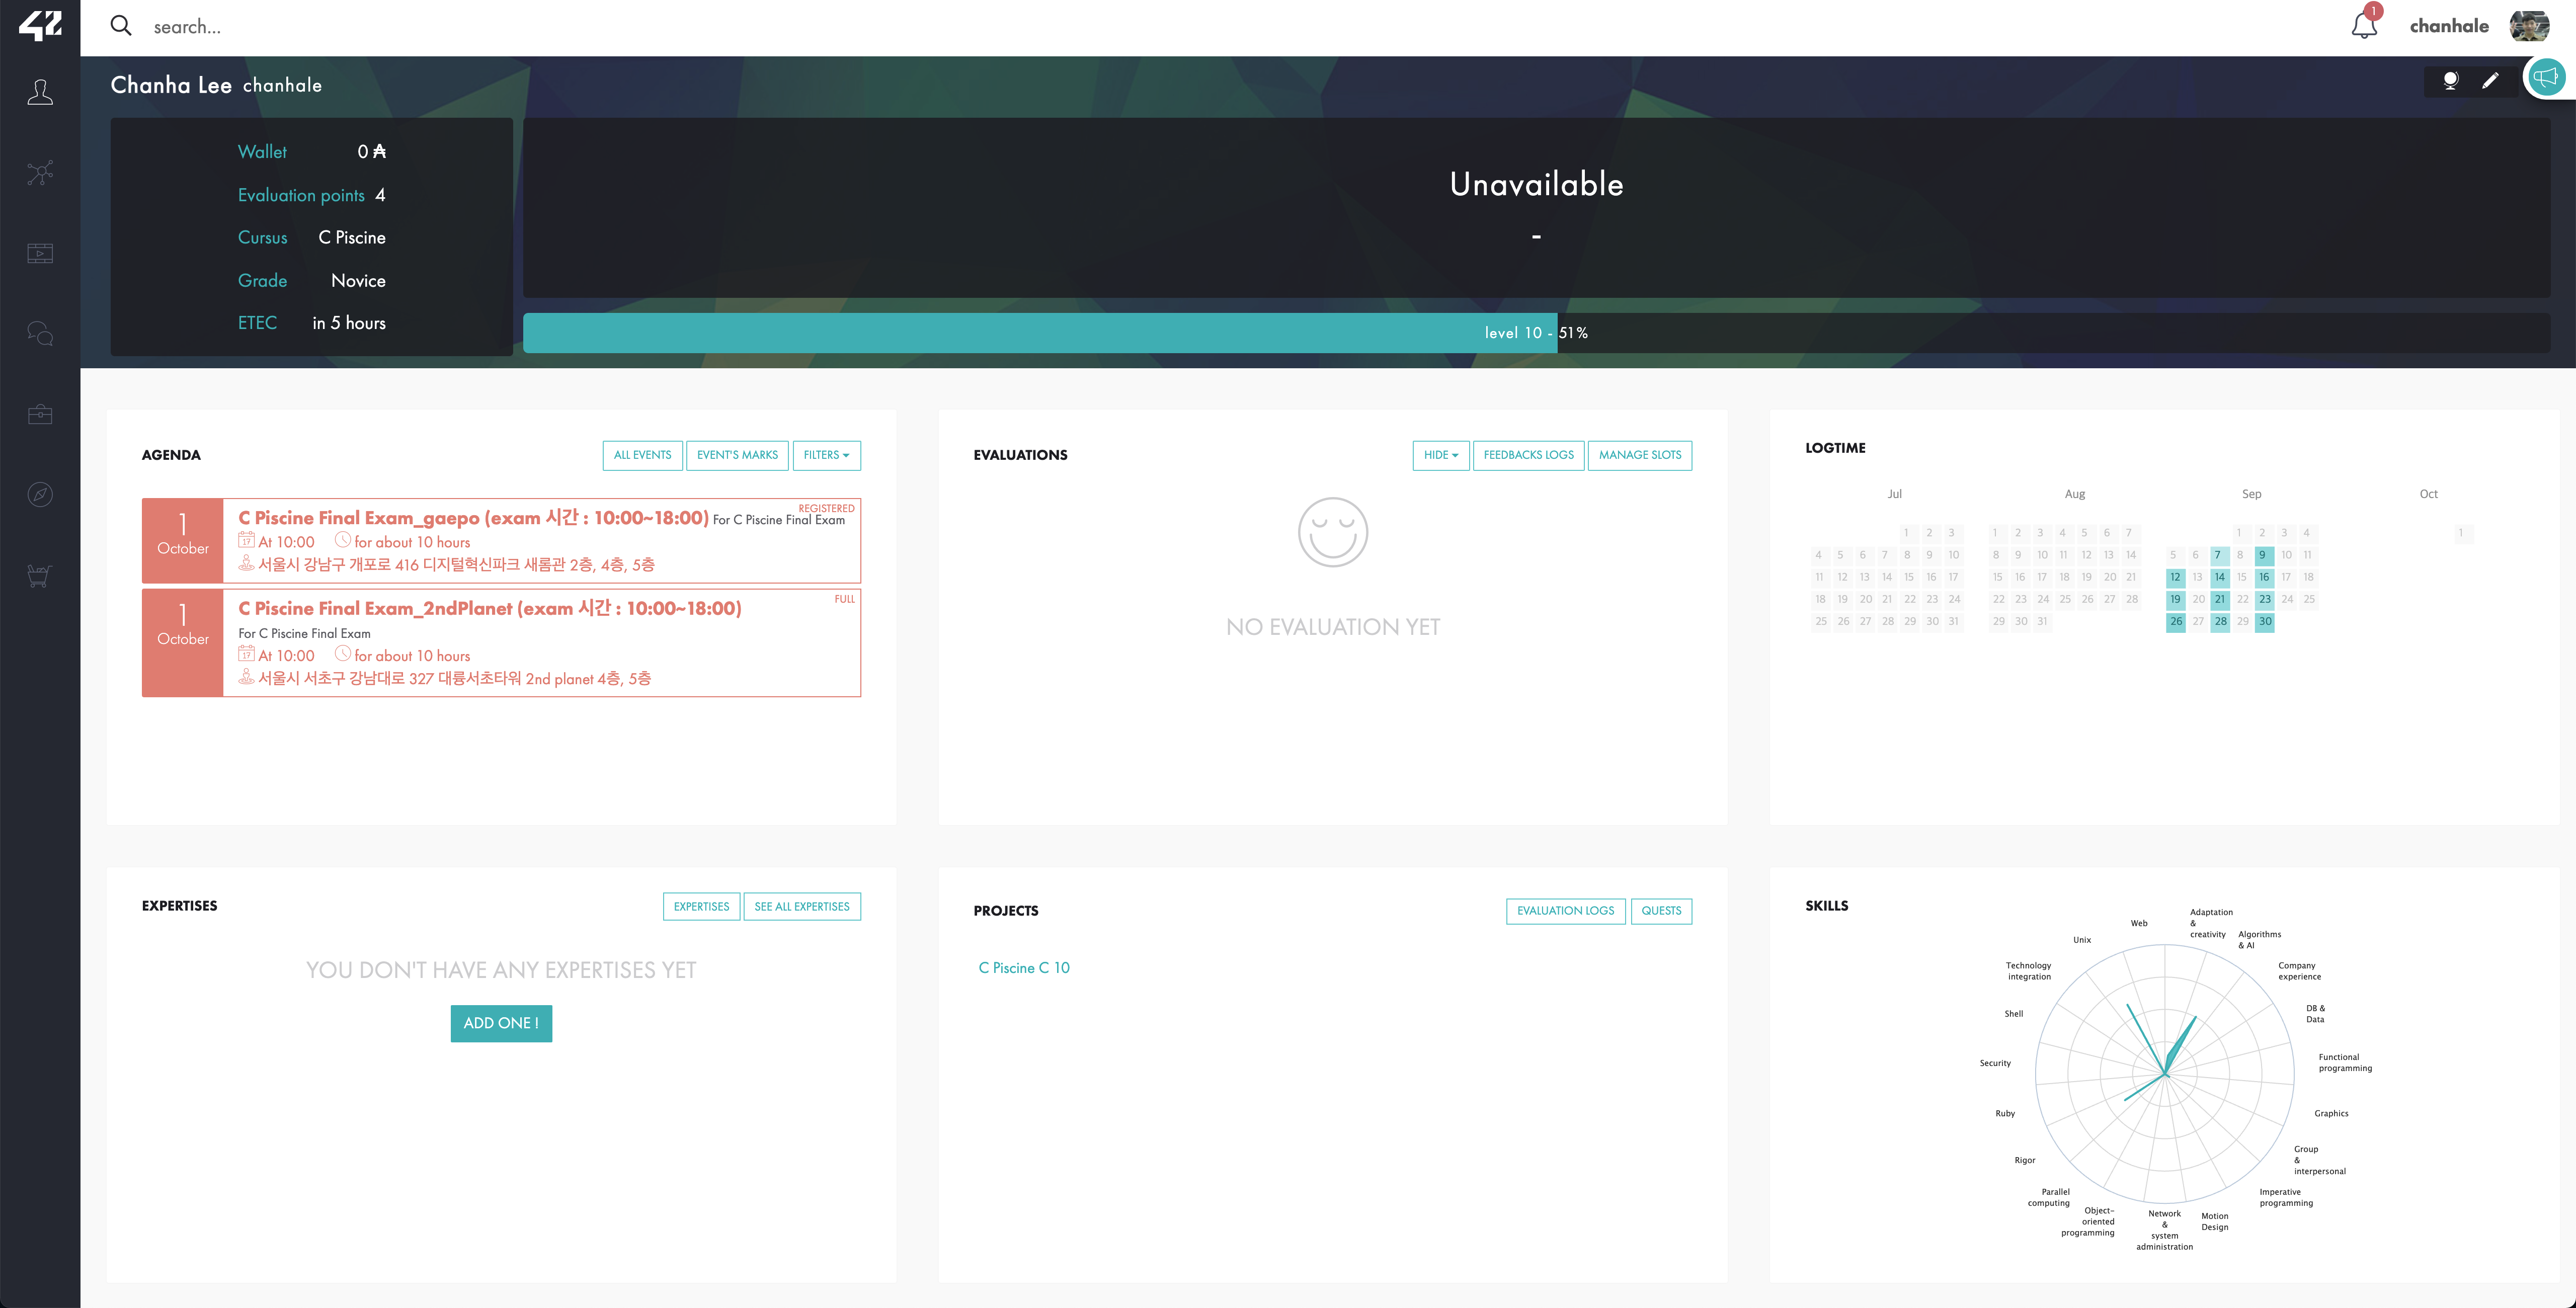 42
search...
1
chanhale
Chanha Lee chanhale
Wallet 0 ₳
Evaluation points 4
Cursus C Piscine
Grade Novice
ETEC in 5 hours
Unavailable
-
level 10 - 51%
AGENDA
ALL EVENTS
EVENT'S MARKS
FILTERS
1
October
REGISTERED
C Piscine Final Exam_gaepo (exam 시간 : 10:00~18:00) For C Piscine Final Exam
17 At 10:00 for about 10 hours
서울시 강남구 개포로 416 디지털혁신파크 새롬관 2층, 4층, 5층
1
October
FULL
C Piscine Final Exam_2ndPlanet (exam 시간 : 10:00~18:00)
For C Piscine Final Exam
17 At 10:00 for about 10 hours
서울시 서초구 강남대로 327 대륭서초타워 2nd planet 4층, 5층
EVALUATIONS
HIDE
FEEDBACKS LOGS
MANAGE SLOTS
NO EVALUATION YET
LOGTIME
Jul
1 2 3
4 5 6 7 8 9 10
11 12 13 14 15 16 17
18 19 20 21 22 23 24
25 26 27 28 29 30 31
Aug
1 2 3 4 5 6 7
8 9 10 11 12 13 14
15 16 17 18 19 20 21
22 23 24 25 26 27 28
29 30 31
Sep
1 2 3 4
5 6 7 8 9 10 11
12 13 14 15 16 17 18
19 20 21 22 23 24 25
26 27 28 29 30
Oct
1
EXPERTISES
EXPERTISES
SEE ALL EXPERTISES
YOU DON'T HAVE ANY EXPERTISES YET
ADD ONE !
PROJECTS
EVALUATION LOGS
QUESTS
C Piscine C 10
SKILLS
Adaptation
&
creativity
Algorithms
& AI
Company
experience
DB &
Data
Functional
programming
Graphics
Group
&
interpersonal
Imperative
programming
Motion
Design
Network
&
system
administration
Object-
oriented
programming
Parallel
computing
Rigor
Ruby
Security
Shell
Technology
integration
Unix
Web